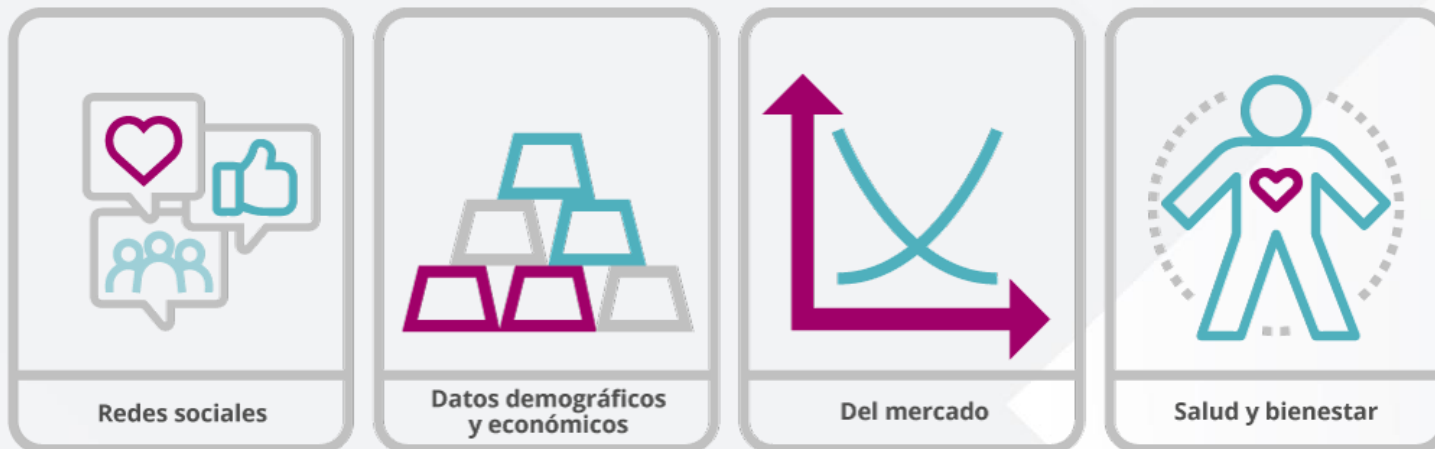 Redes sociales
Datos demográficos
y económicos
Del mercado
Salud y bienestar